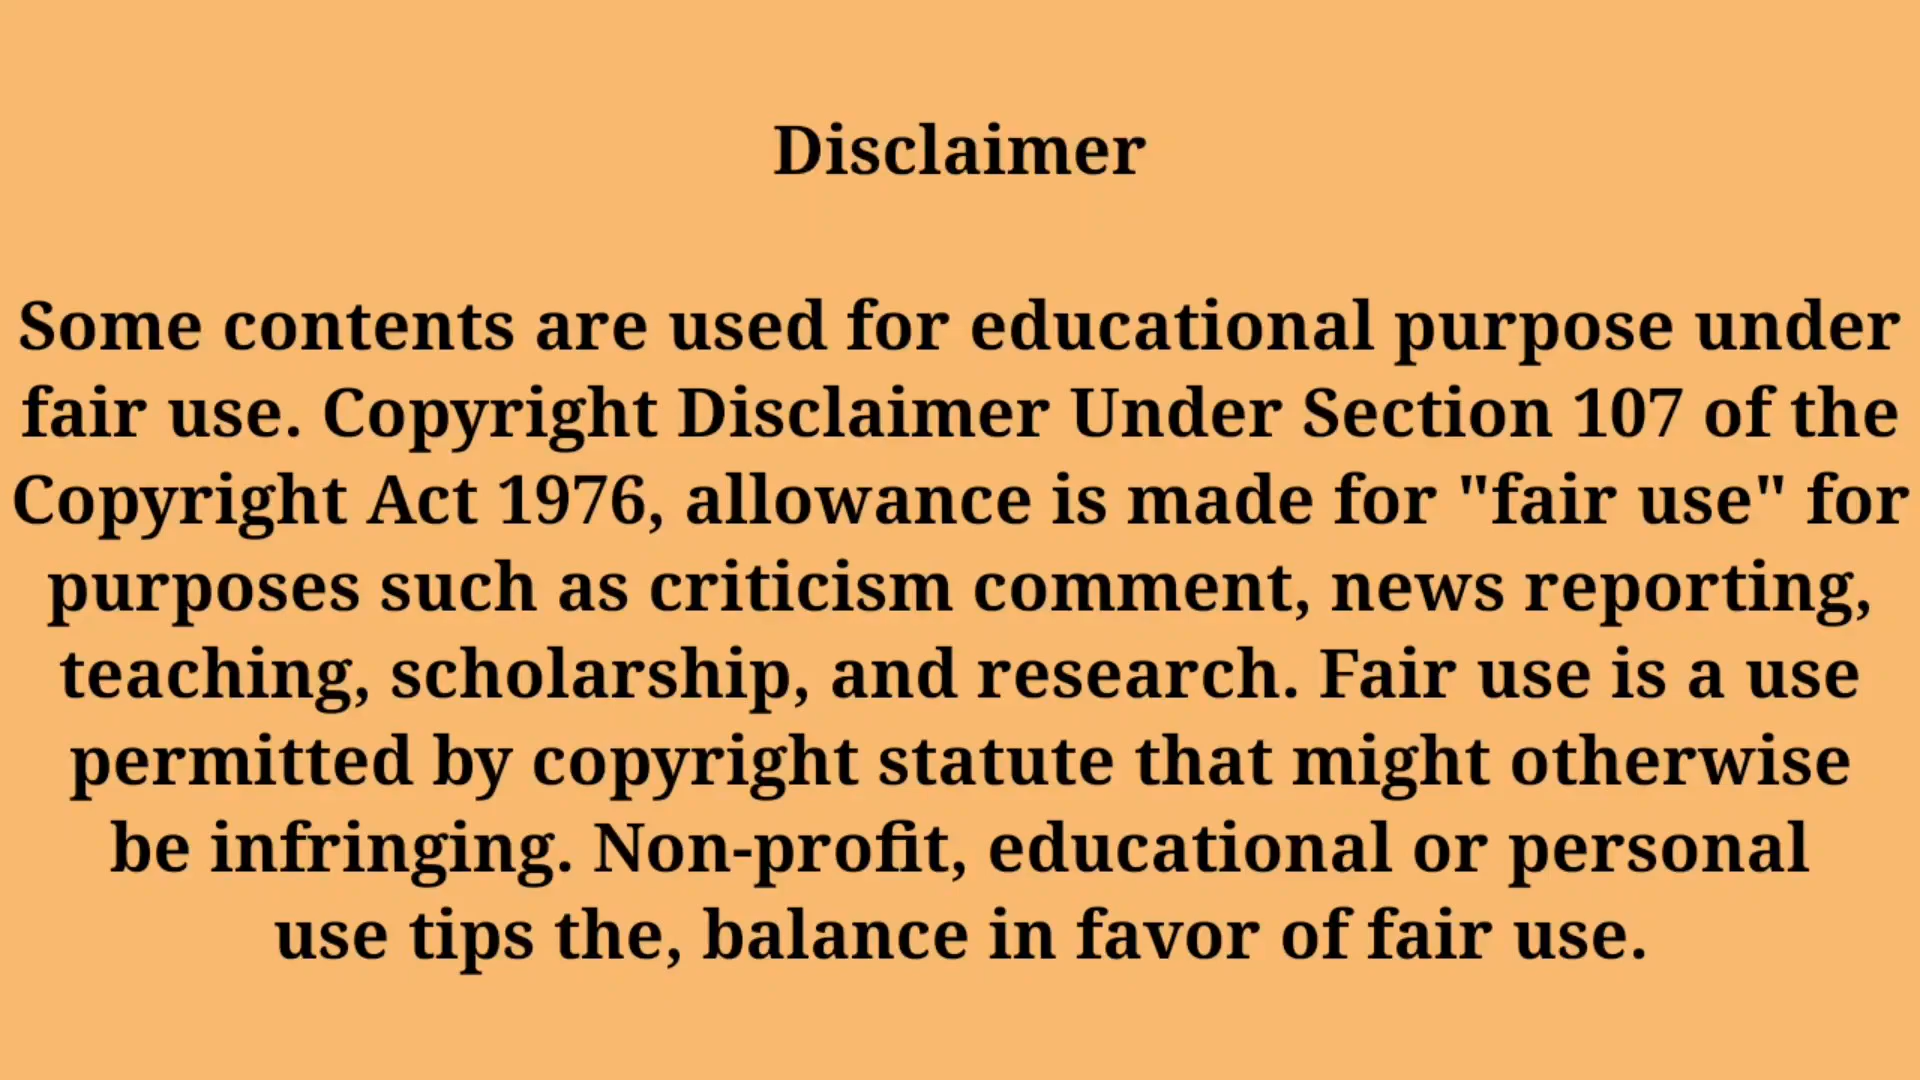 Disclaimer
Some contents are used for educational purpose under
fair use. Copyright Disclaimer Under Section 107 of the
Copyright Act 1976, allowance is made for "fair use" for
purposes such as criticism comment, news reporting,
teaching, scholarship, and research. Fair use is a use
permitted by copyright statute that might otherwise
be infringing. Non-profit, educational or personal
use tips the, balance in favor of fair use.